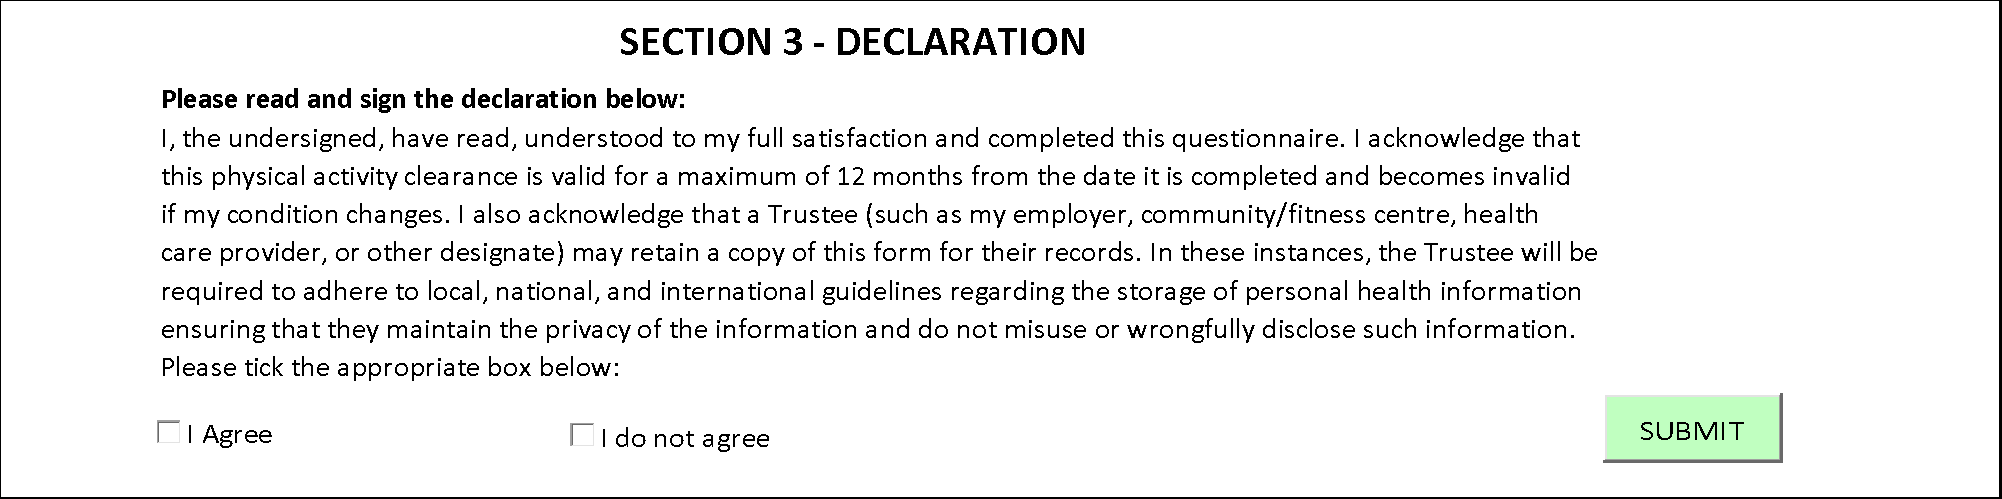 SECTION 3 - DECLARATION
Please read and sign the declaration below:
I, the undersigned, have read, understood to my full satisfaction and completed this questionnaire. I acknowledge that
this physical activity clearance is valid for a maximum of 12 months from the date it is completed and becomes invalid
if my condition changes. I also acknowledge that a Trustee (such as my employer, community/fitness centre, health
care provider, or other designate) may retain a copy of this form for their records. In these instances, the Trustee will be
required to adhere to local, national, and international guidelines regarding the storage of personal health information
ensuring that they maintain the privacy of the information and do not misuse or wrongfully disclose such information.
Please tick the appropriate box below:
I Agree
I do not agree
SUBMIT